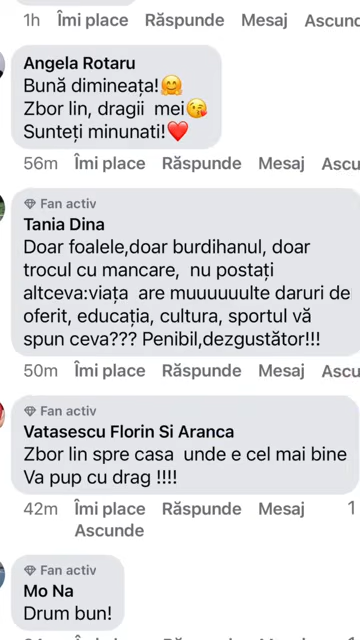 1h Îmi place Răspunde Mesaj Ascund
Angela Rotaru
Bună dimineața!🤗
Zbor lin, dragii mei😘
Sunteți minunati!❤️
56m Îmi place Răspunde Mesaj Ascu
Fan activ
Tania Dina
Doar foalele,doar burdihanul, doar
trocul cu mancare, nu postați
altceva:viața are muuuuuulte daruri de
oferit, educația, cultura, sportul vă
spun ceva??? Penibil,dezgustător!!!
50m Îmi place Răspunde Mesaj Ascu
Fan activ
Vatasescu Florin Si Aranca
Zbor lin spre casa unde e cel mai bine
Va pup cu drag !!!!
42m Îmi place Răspunde Mesaj 1
Ascunde
Fan activ
Mo Na
Drum bun!